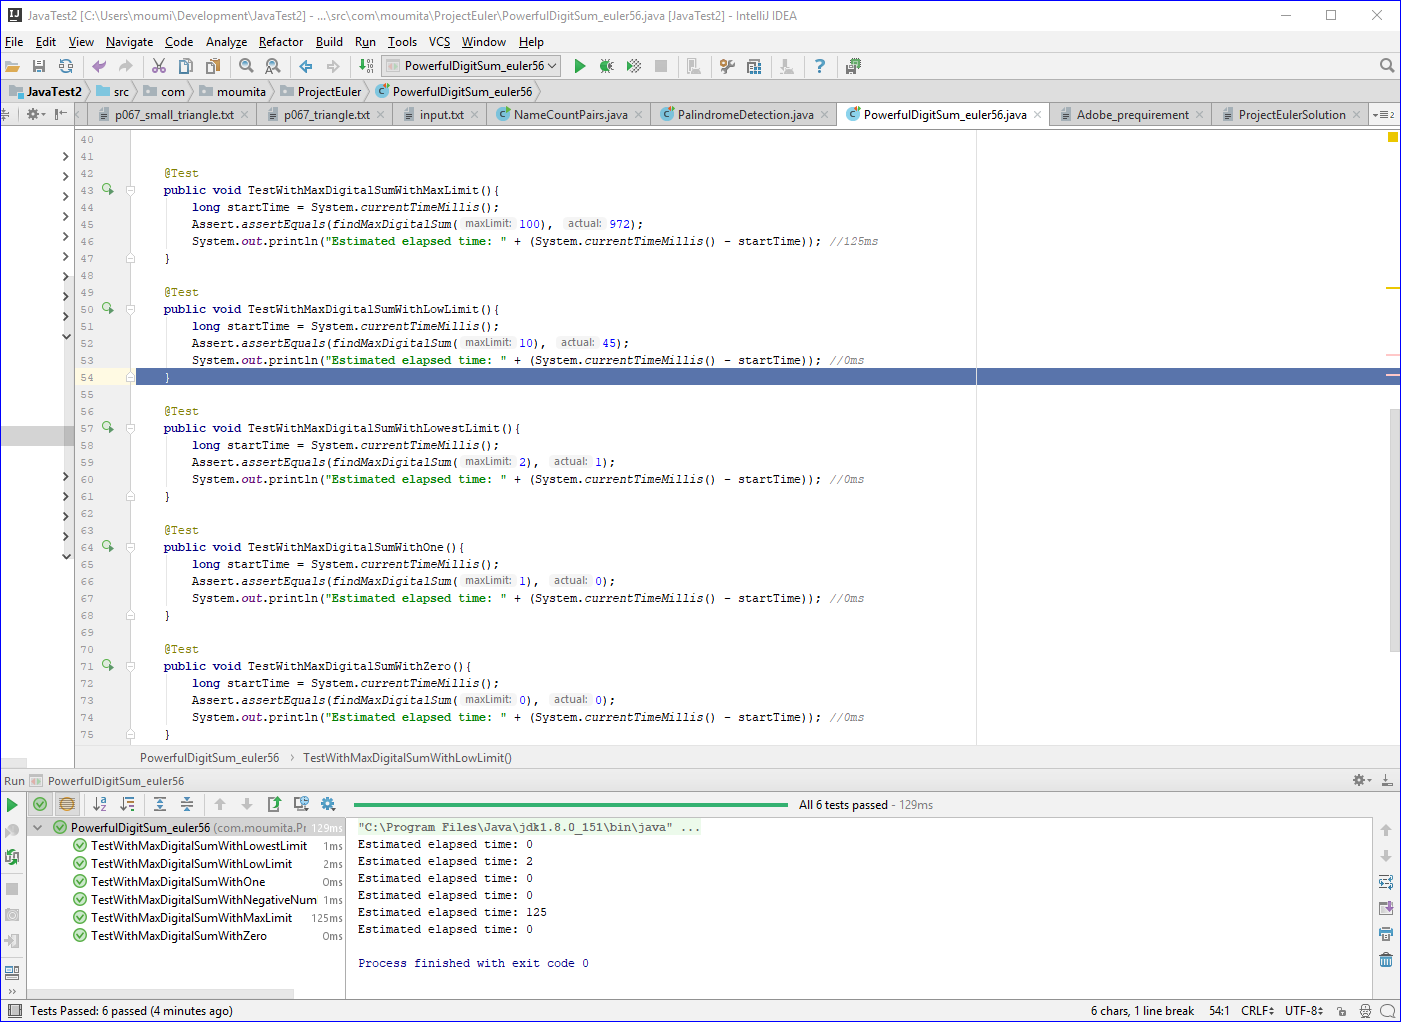 JavaTest2 [C:\Users\moumi\Development\JavaTest2] - ...\src\com\moumita\ProjectEuler\PowerfulDigitSum_euler56.java [JavaTest2] - IntelliJ IDEA
File Edit View Navigate Code Analyze Refactor Build Run Tools VCS Window Help
PowerfulDigitSum_euler56
JavaTest2 src com moumita ProjectEuler PowerfulDigitSum_euler56
p067_small_triangle.txt p067_triangle.txt input.txt NameCountPairs.java PalindromeDetection.java PowerfulDigitSum_euler56.java Adobe_prequirement ProjectEulerSolution
40
41
42 @Test
43 public void TestWithMaxDigitalSumWithMaxLimit(){
44 long startTime = System.currentTimeMillis();
45 Assert.assertEquals(findMaxDigitalSum( maxLimit: 100), actual: 972);
46 System.out.println("Estimated elapsed time: " + (System.currentTimeMillis() - startTime)); //125ms
47 }
48
49 @Test
50 public void TestWithMaxDigitalSumWithLowLimit(){
51 long startTime = System.currentTimeMillis();
52 Assert.assertEquals(findMaxDigitalSum( maxLimit: 10), actual: 45);
53 System.out.println("Estimated elapsed time: " + (System.currentTimeMillis() - startTime)); //0ms
54 }
55
56 @Test
57 public void TestWithMaxDigitalSumWithLowestLimit(){
58 long startTime = System.currentTimeMillis();
59 Assert.assertEquals(findMaxDigitalSum( maxLimit: 2), actual: 1);
60 System.out.println("Estimated elapsed time: " + (System.currentTimeMillis() - startTime)); //0ms
61 }
62
63 @Test
64 public void TestWithMaxDigitalSumWithOne(){
65 long startTime = System.currentTimeMillis();
66 Assert.assertEquals(findMaxDigitalSum( maxLimit: 1), actual: 0);
67 System.out.println("Estimated elapsed time: " + (System.currentTimeMillis() - startTime)); //0ms
68 }
69
70 @Test
71 public void TestWithMaxDigitalSumWithZero(){
72 long startTime = System.currentTimeMillis();
73 Assert.assertEquals(findMaxDigitalSum( maxLimit: 0), actual: 0);
74 System.out.println("Estimated elapsed time: " + (System.currentTimeMillis() - startTime)); //0ms
75 }
PowerfulDigitSum_euler56 › TestWithMaxDigitalSumWithLowLimit()
Run PowerfulDigitSum_euler56
All 6 tests passed - 129ms
PowerfulDigitSum_euler56 (com.moumita.Pr 129ms
TestWithMaxDigitalSumWithLowestLimit 1ms
TestWithMaxDigitalSumWithLowLimit 2ms
TestWithMaxDigitalSumWithOne 0ms
TestWithMaxDigitalSumWithNegativeNum 1ms
TestWithMaxDigitalSumWithMaxLimit 125ms
TestWithMaxDigitalSumWithZero 0ms
"C:\Program Files\Java\jdk1.8.0_151\bin\java" ...
Estimated elapsed time: 0
Estimated elapsed time: 2
Estimated elapsed time: 0
Estimated elapsed time: 0
Estimated elapsed time: 125
Estimated elapsed time: 0
Process finished with exit code 0
Tests Passed: 6 passed (4 minutes ago)
6 chars, 1 line break 54:1 CRLF UTF-8